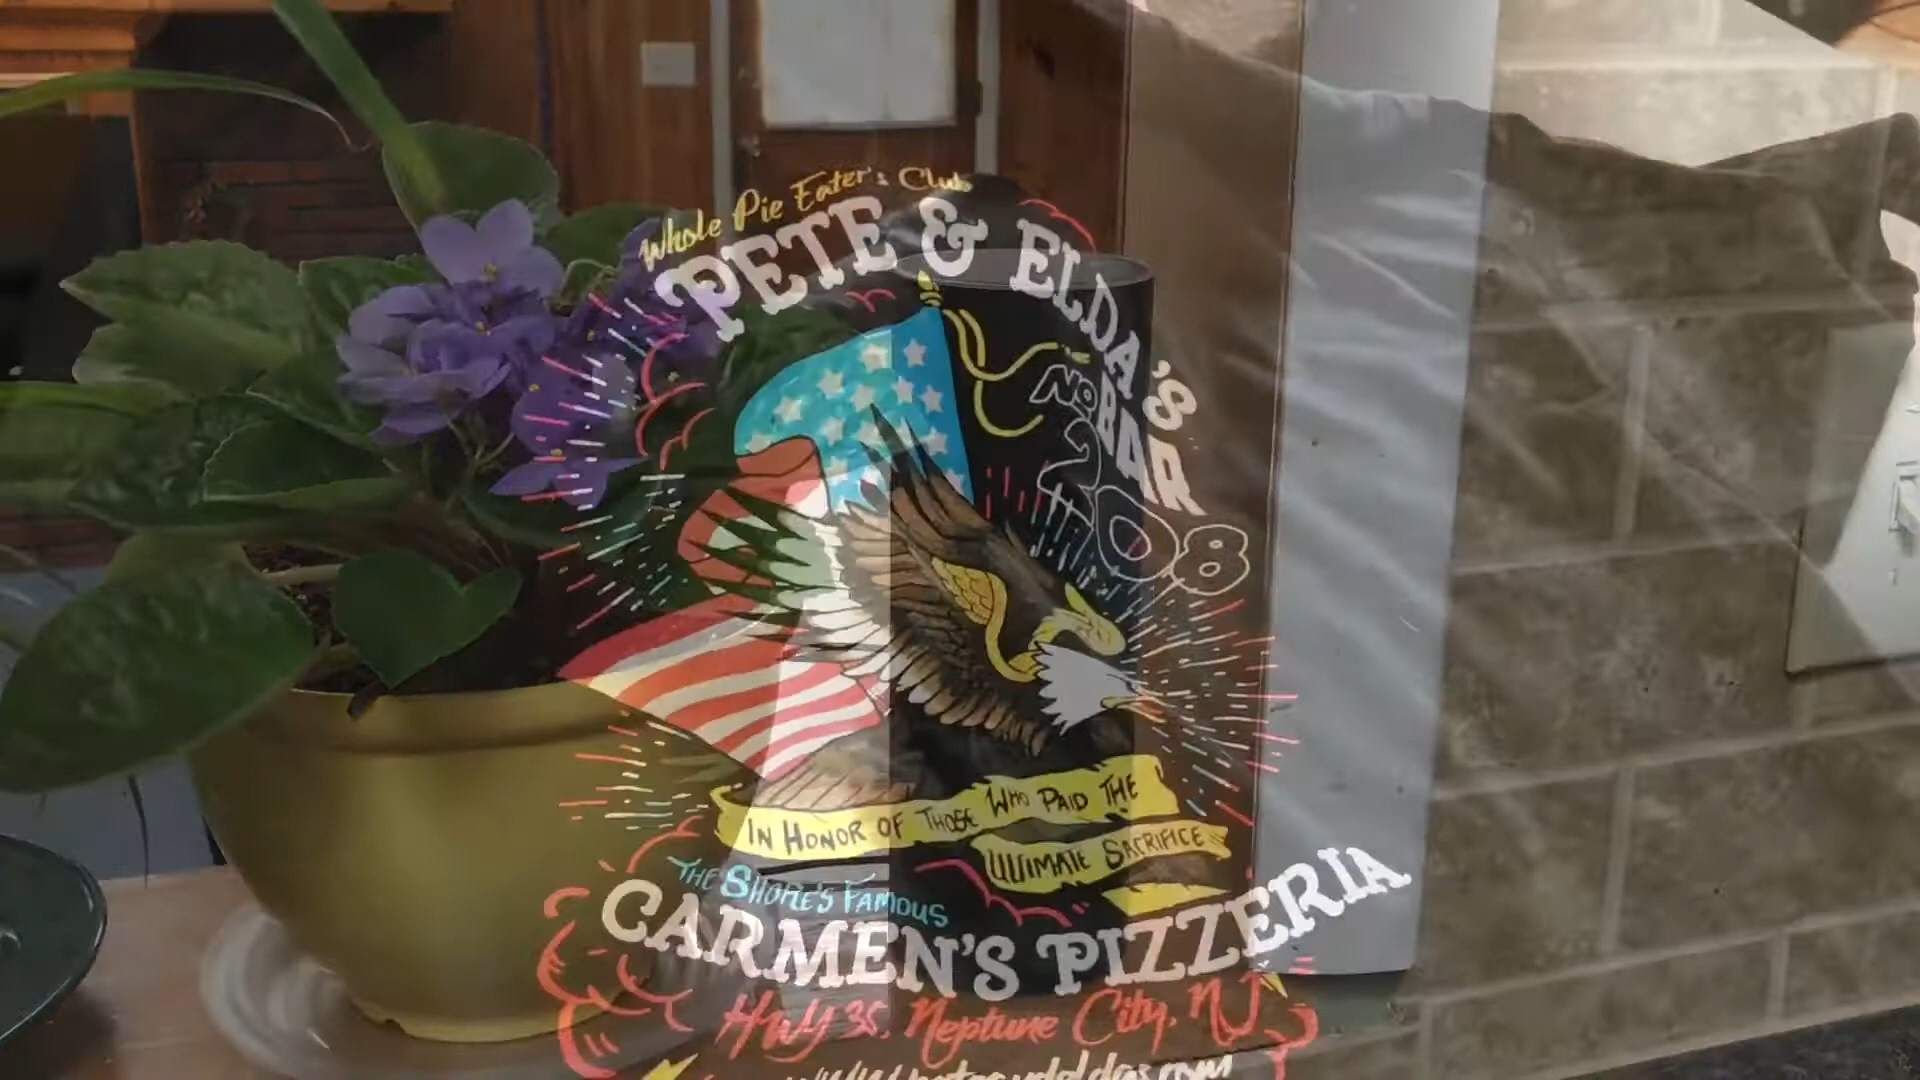 Whole Pie Eater's Club
PETE & ELDA'S
BAR
No
208
IN HONOR OF THOSE WHO PAID THE
ULTIMATE SACRIFICE
THE SHORE'S FAMOUS
CARMEN'S PIZZERIA
Hwy 35, Neptune City, NJ